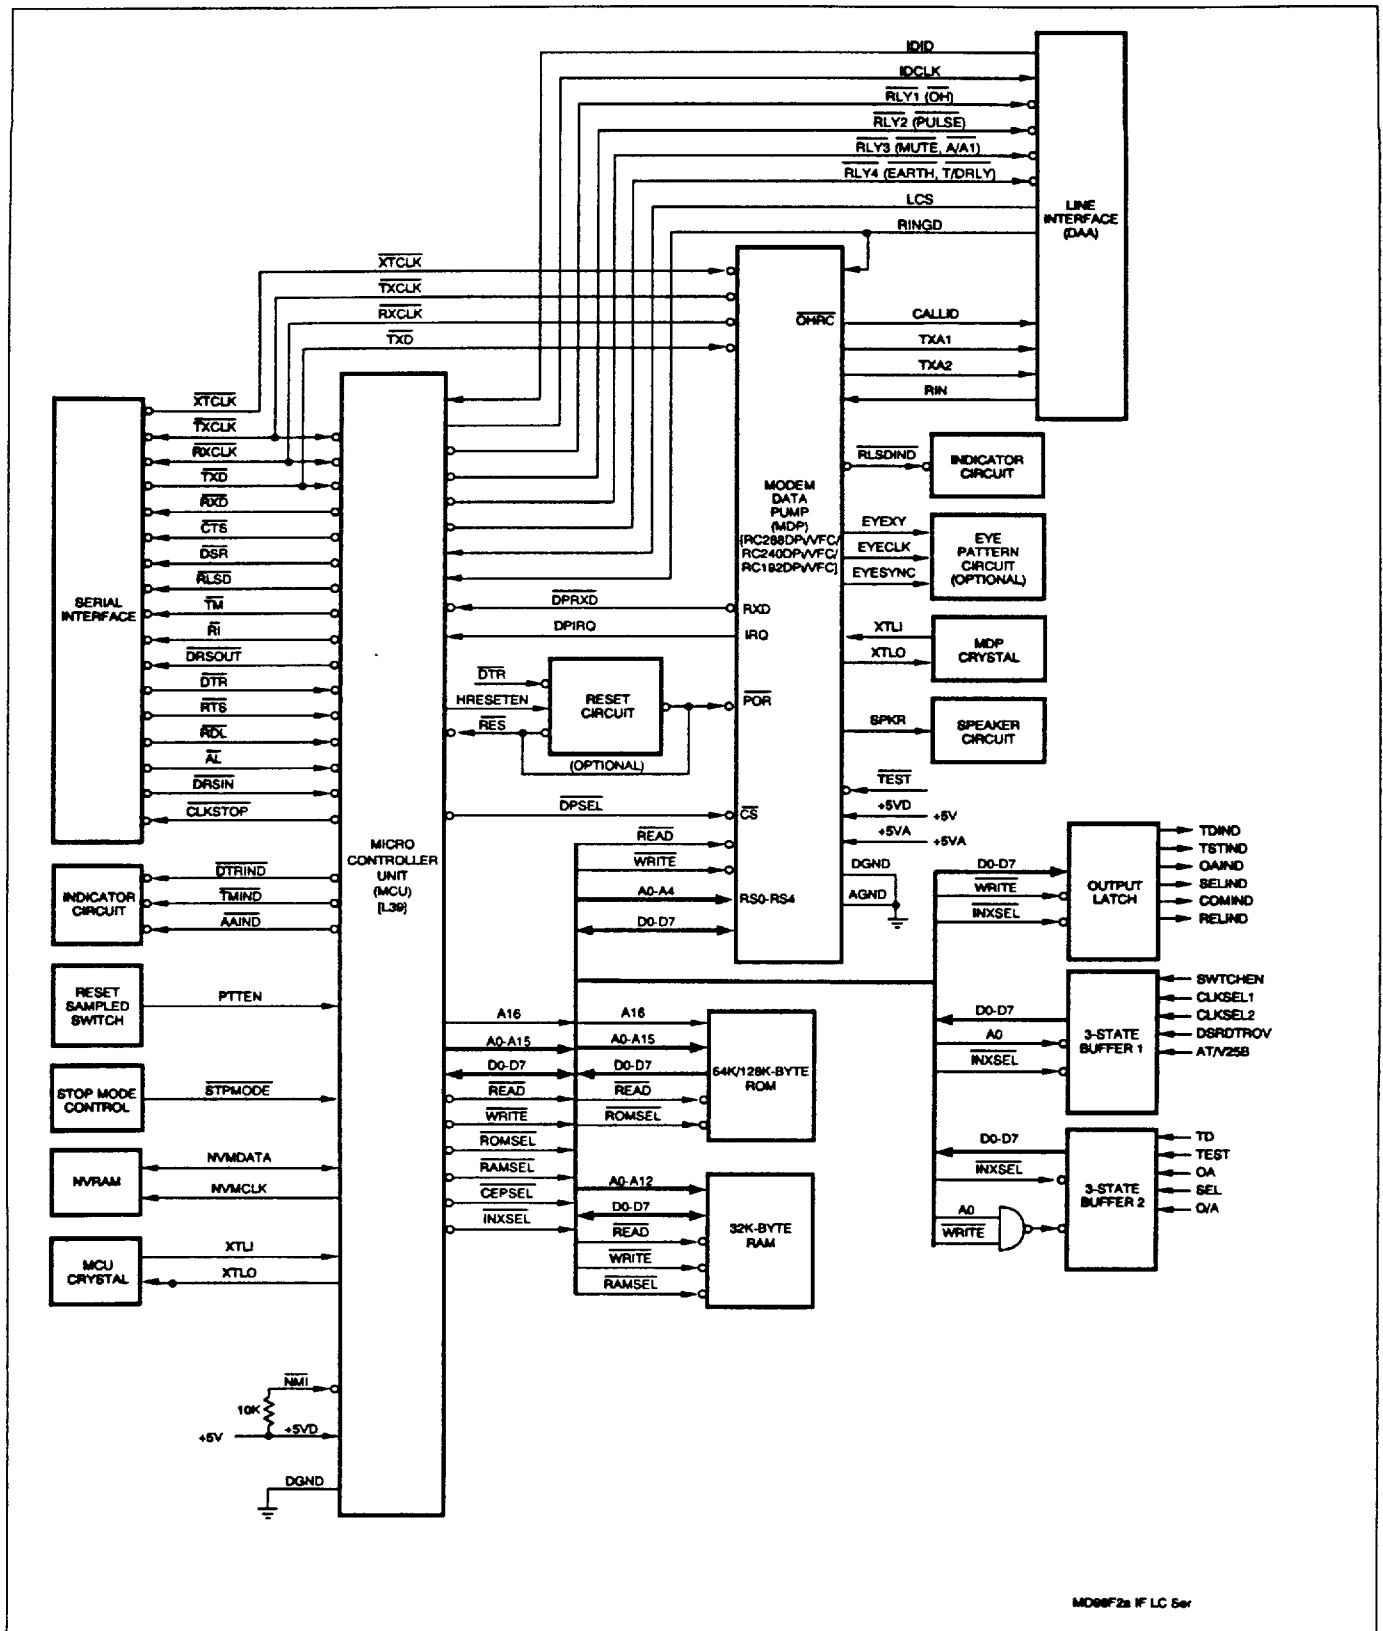 IDID
IDCLK
RLY1 (OH)
RLY2 (PULSE)
RLY3 (MUTE, A/A1)
RLY4 (EARTH, T/DRLY)
LCS
RINGD
LINE
INTERFACE
(DAA)
XTCLK
TXCLK
RXCLK
TXD
OHRC
CALLID
TXA1
TXA2
RIN
XTCLK
TXCLK
RXCLK
TXD
RXD
CTS
DSR
RLSD
TM
RI
DRSOUT
DTR
RTS
RDL
AL
DRSIN
CLKSTOP
SERIAL
INTERFACE
MODEM
DATA
PUMP
(MDP)
[RC288DPi/VFC/
RC240DPi/VFC/
RC192DPi/VFC]
RLSDIND
INDICATOR
CIRCUIT
EYEXY
EYECLK
EYESYNC
EYE
PATTERN
CIRCUIT
(OPTIONAL)
DPRXD
RXD
DPIRQ
IRQ
XTLI
XTLO
MDP
CRYSTAL
DTR
HRESETEN
RES
RESET
CIRCUIT
(OPTIONAL)
POR
SPKR
SPEAKER
CIRCUIT
TEST
+5VD
+5V
+5VA
+5VA
DGND
AGND
DPSEL
CS
READ
WRITE
A0-A4
RS0-RS4
D0-D7
MICRO
CONTROLLER
UNIT
(MCU)
[L39]
INDICATOR
CIRCUIT
DTRIND
TMIND
AAIND
RESET
SAMPLED
SWITCH
PTTEN
STOP MODE
CONTROL
STPMODE
NVRAM
NVMDATA
NVMCLK
MCU
CRYSTAL
XTLI
XTLO
A16
A0-A15
D0-D7
READ
WRITE
ROMSEL
RAMSEL
CEPSEL
INXSEL
A16
A0-A15
D0-D7
READ
ROMSEL
64K/128K-BYTE
ROM
A0-A12
D0-D7
READ
WRITE
RAMSEL
32K-BYTE
RAM
D0-D7
WRITE
INXSEL
OUTPUT
LATCH
TDIND
TSTIND
OAIND
SELIND
COMIND
RELIND
D0-D7
A0
INXSEL
3-STATE
BUFFER 1
SWTCHEN
CLKSEL1
CLKSEL2
DSRDTROV
AT/V25B
D0-D7
INXSEL
A0
WRITE
3-STATE
BUFFER 2
TD
TEST
OA
SEL
O/A
NMI
10K
+5V
+5VD
DGND
MD98F2a IF LC Ser